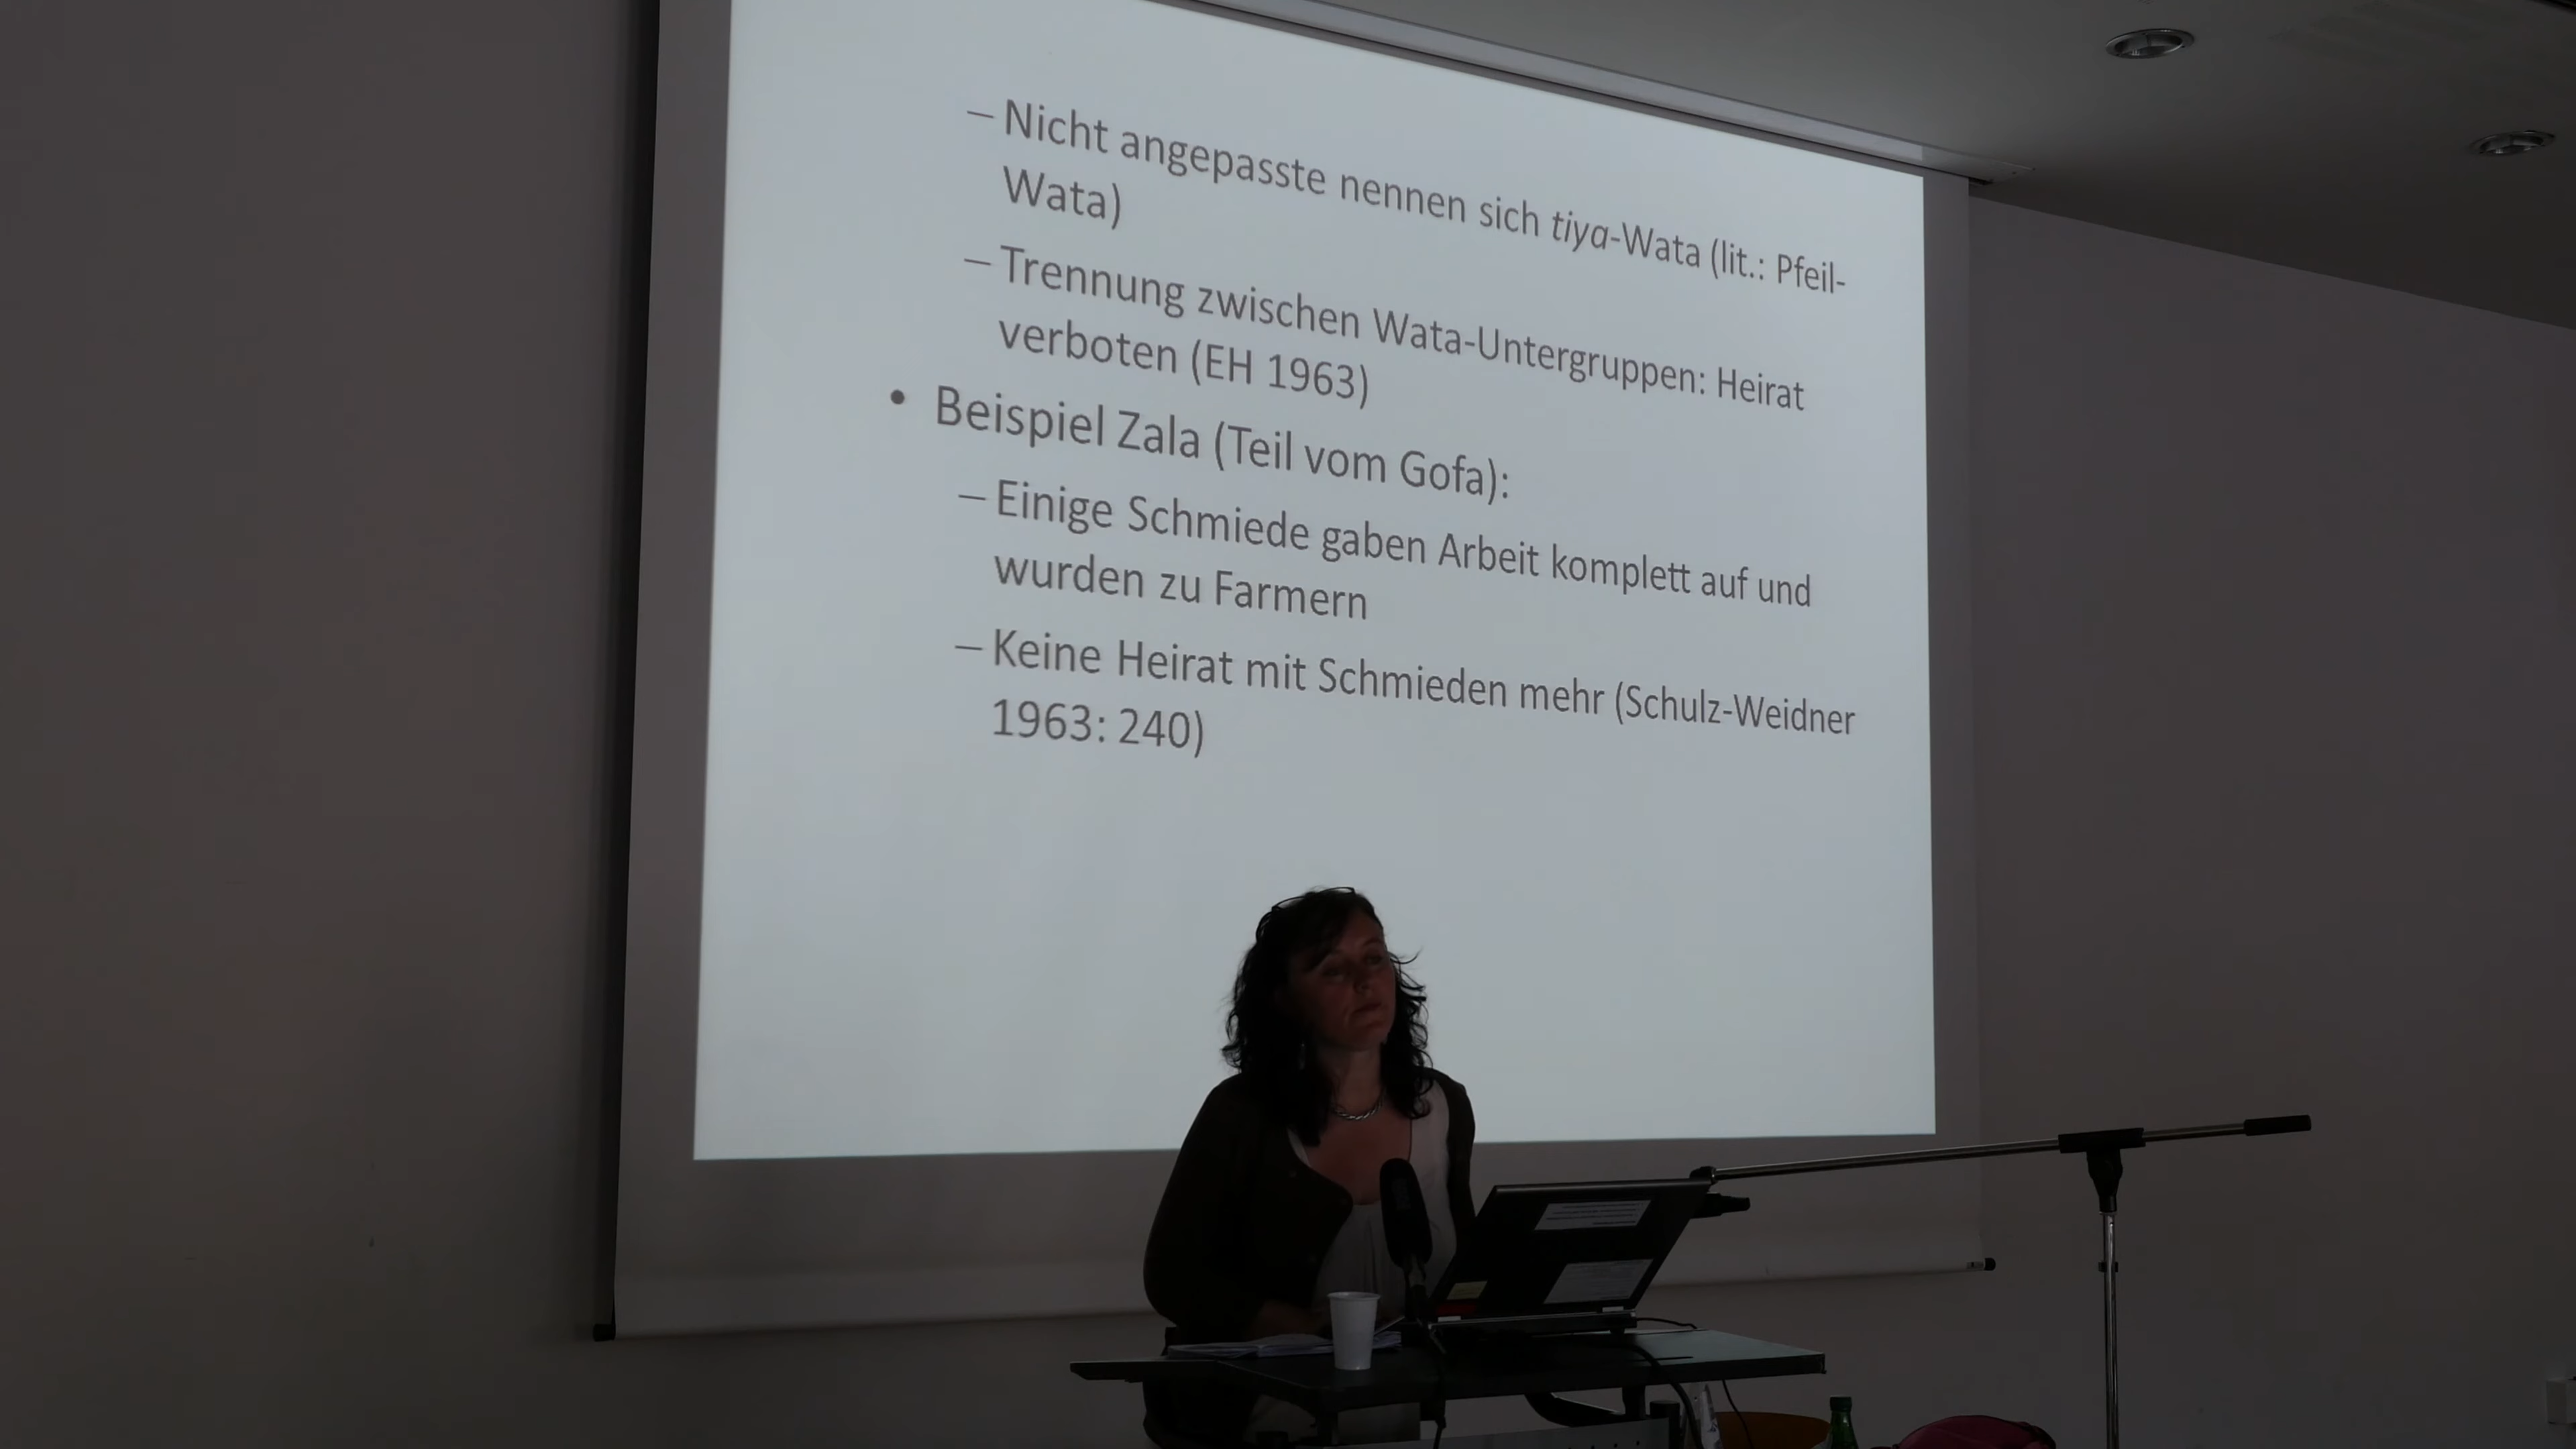 – Nicht angepasste nennen sich tiya-Wata (lit.: Pfeil-
Wata)
– Trennung zwischen Wata-Untergruppen: Heirat
verboten (EH 1963)
• Beispiel Zala (Teil vom Gofa):
– Einige Schmiede gaben Arbeit komplett auf und
wurden zu Farmern
– Keine Heirat mit Schmieden mehr (Schulz-Weidner
1963: 240)